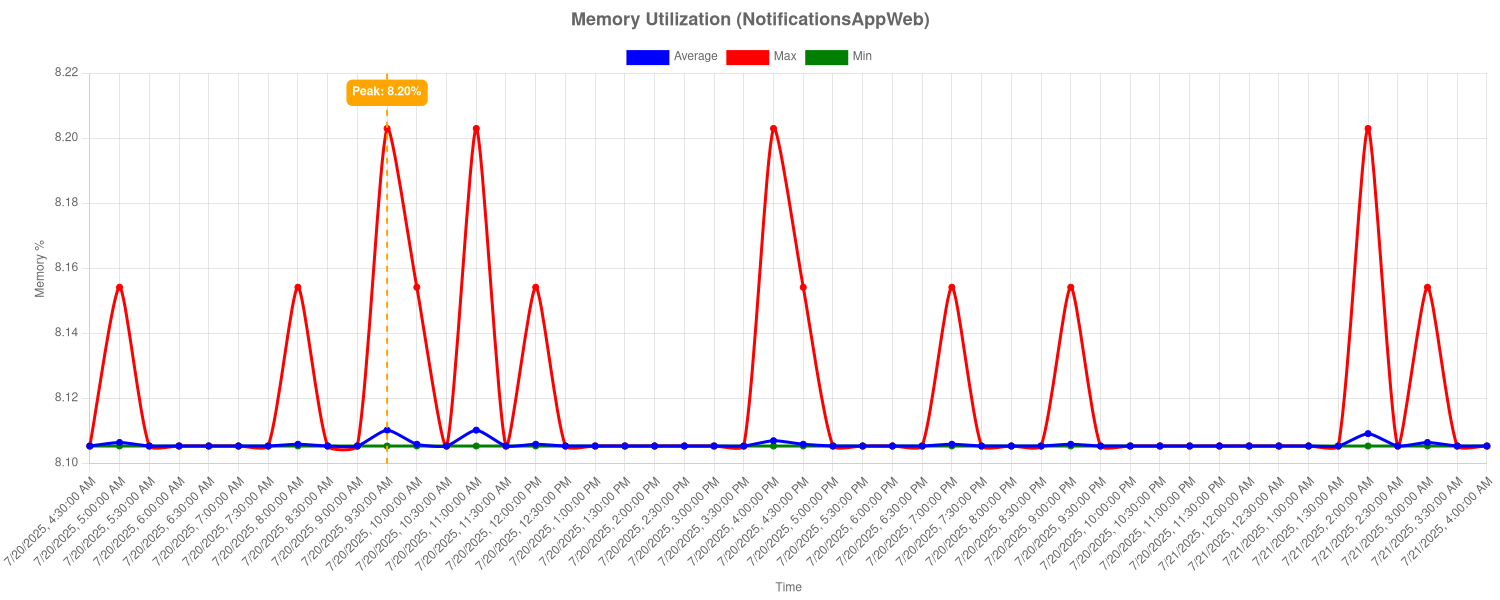 Memory Utilization (NotificationsAppWeb)
Average Max Min
8.22
Peak: 8.20%
8.20
8.18
8.16
8.14
8.12
8.10
Memory %
7/20/2025, 4:30:00 AM
7/20/2025, 5:00:00 AM
7/20/2025, 5:30:00 AM
7/20/2025, 6:00:00 AM
7/20/2025, 6:30:00 AM
7/20/2025, 7:00:00 AM
7/20/2025, 7:30:00 AM
7/20/2025, 8:00:00 AM
7/20/2025, 8:30:00 AM
7/20/2025, 9:00:00 AM
7/20/2025, 9:30:00 AM
7/20/2025, 10:00:00 AM
7/20/2025, 10:30:00 AM
7/20/2025, 11:00:00 AM
7/20/2025, 11:30:00 AM
7/20/2025, 12:00:00 PM
7/20/2025, 12:30:00 PM
7/20/2025, 1:00:00 PM
7/20/2025, 1:30:00 PM
7/20/2025, 2:00:00 PM
7/20/2025, 2:30:00 PM
7/20/2025, 3:00:00 PM
7/20/2025, 3:30:00 PM
7/20/2025, 4:00:00 PM
7/20/2025, 4:30:00 PM
7/20/2025, 5:00:00 PM
7/20/2025, 5:30:00 PM
7/20/2025, 6:00:00 PM
7/20/2025, 6:30:00 PM
7/20/2025, 7:00:00 PM
7/20/2025, 7:30:00 PM
7/20/2025, 8:00:00 PM
7/20/2025, 8:30:00 PM
7/20/2025, 9:00:00 PM
7/20/2025, 9:30:00 PM
7/20/2025, 10:00:00 PM
7/20/2025, 10:30:00 PM
7/20/2025, 11:00:00 PM
7/20/2025, 11:30:00 PM
7/21/2025, 12:00:00 AM
7/21/2025, 12:30:00 AM
7/21/2025, 1:00:00 AM
7/21/2025, 1:30:00 AM
7/21/2025, 2:00:00 AM
7/21/2025, 2:30:00 AM
7/21/2025, 3:00:00 AM
7/21/2025, 3:30:00 AM
7/21/2025, 4:00:00 AM
Time